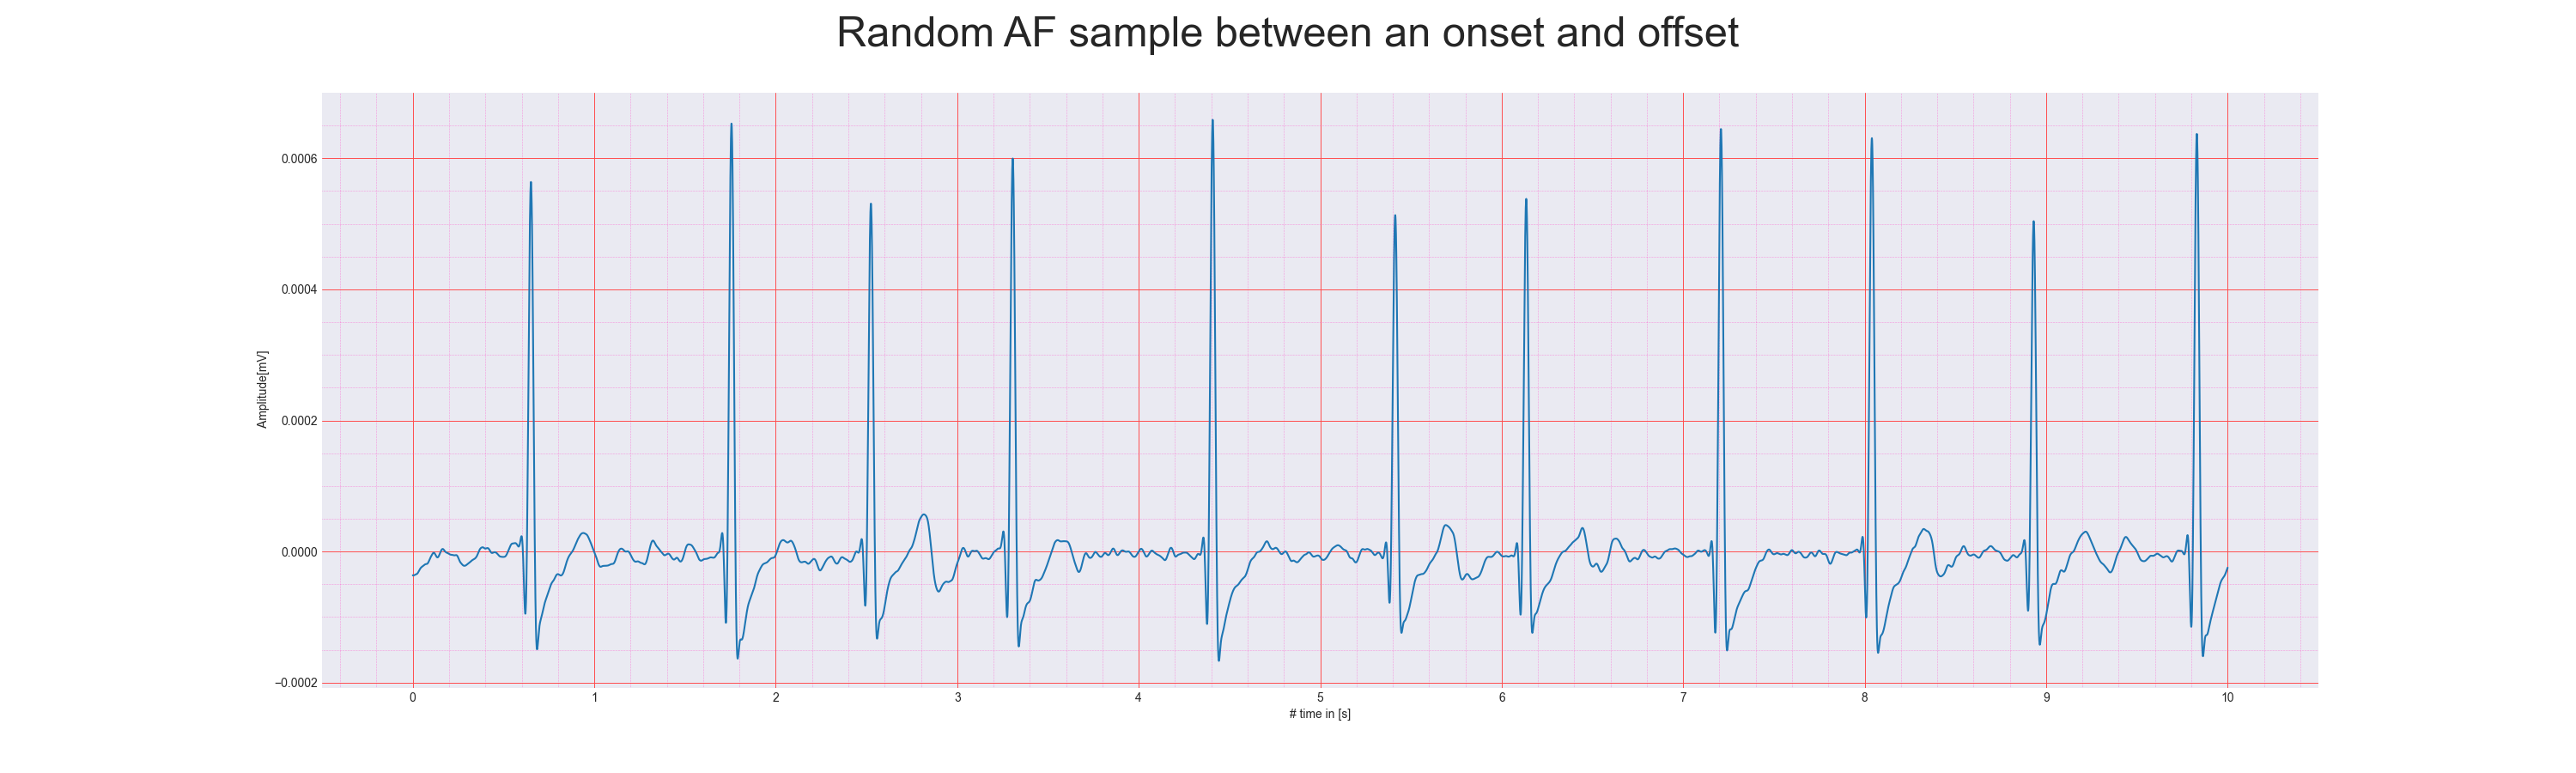 Random AF sample between an onset and offset
0.0006
0.0004
0.0002
0.0000
−0.0002
Amplitude[mV]
0 1 2 3 4 5 6 7 8 9 10
# time in [s]